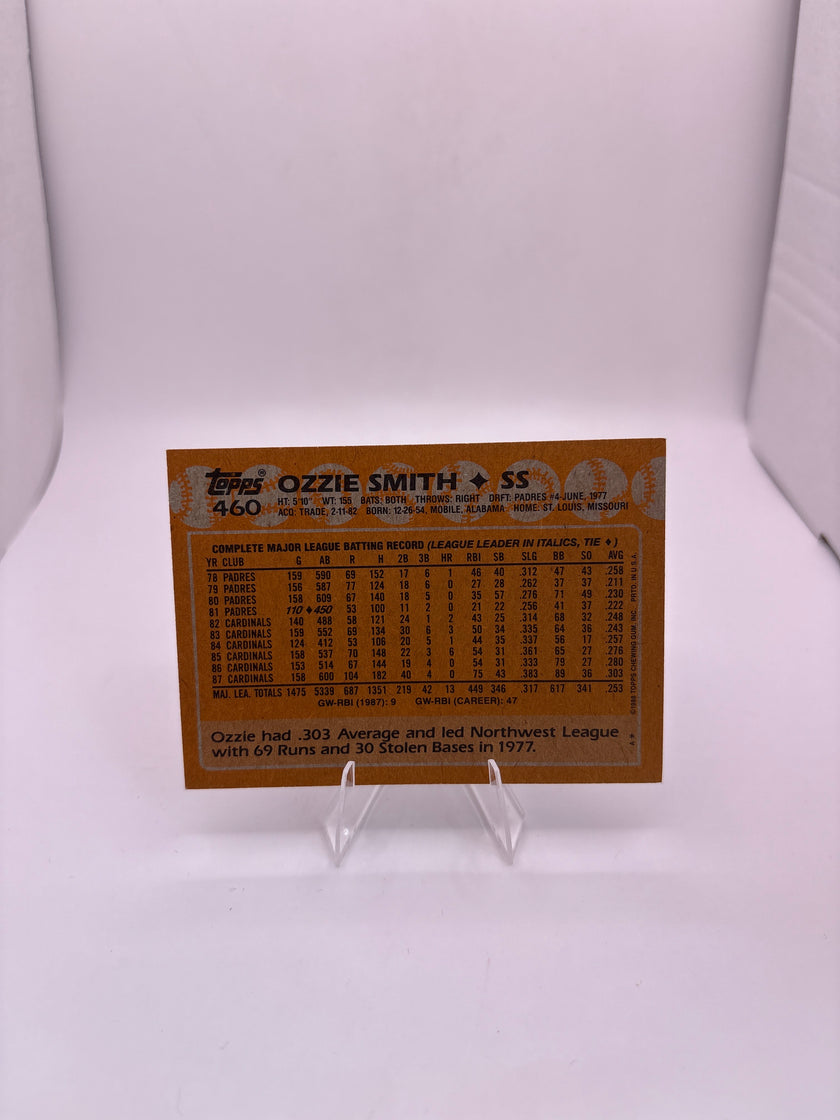 Topps® OZZIE SMITH ✦ SS
460 HT: 5'10" WT: 155 BATS: BOTH THROWS: RIGHT DRFT: PADRES #4-JUNE, 1977
ACQ: TRADE, 2-11-82 BORN: 12-26-54, MOBILE, ALABAMA HOME: ST. LOUIS, MISSOURI
COMPLETE MAJOR LEAGUE BATTING RECORD (LEAGUE LEADER IN ITALICS, TIE ♦)
YR CLUB G AB R H 2B 3B HR RBI SB SLG BB SO AVG
78 PADRES 159 590 69 152 17 6 1 46 40 .312 47 43 .258
79 PADRES 156 587 77 124 18 6 0 27 28 .262 37 37 .211
80 PADRES 158 609 67 140 18 5 0 35 57 .276 71 49 .230
81 PADRES 110 ♦450 53 100 11 2 0 21 22 .256 41 37 .222
82 CARDINALS 140 488 58 121 24 1 2 43 25 .314 68 32 .248
83 CARDINALS 159 552 69 134 30 6 3 50 34 .335 64 36 .243
84 CARDINALS 124 412 53 106 20 5 1 44 35 .337 56 17 .257
85 CARDINALS 158 537 70 148 22 3 6 54 31 .361 65 27 .276
86 CARDINALS 153 514 67 144 19 4 0 54 31 .333 79 27 .280
87 CARDINALS 158 600 104 182 40 4 0 75 43 .383 89 36 .303
MAJ. LEA. TOTALS 1475 5339 687 1351 219 42 13 449 346 .317 617 341 .253
GW-RBI (1987): 9 GW-RBI (CAREER): 47
Ozzie had .303 Average and led Northwest League
with 69 Runs and 30 Stolen Bases in 1977.
©1988 TOPPS CHEWING GUM, INC. PRTD. IN U.S.A.
A*